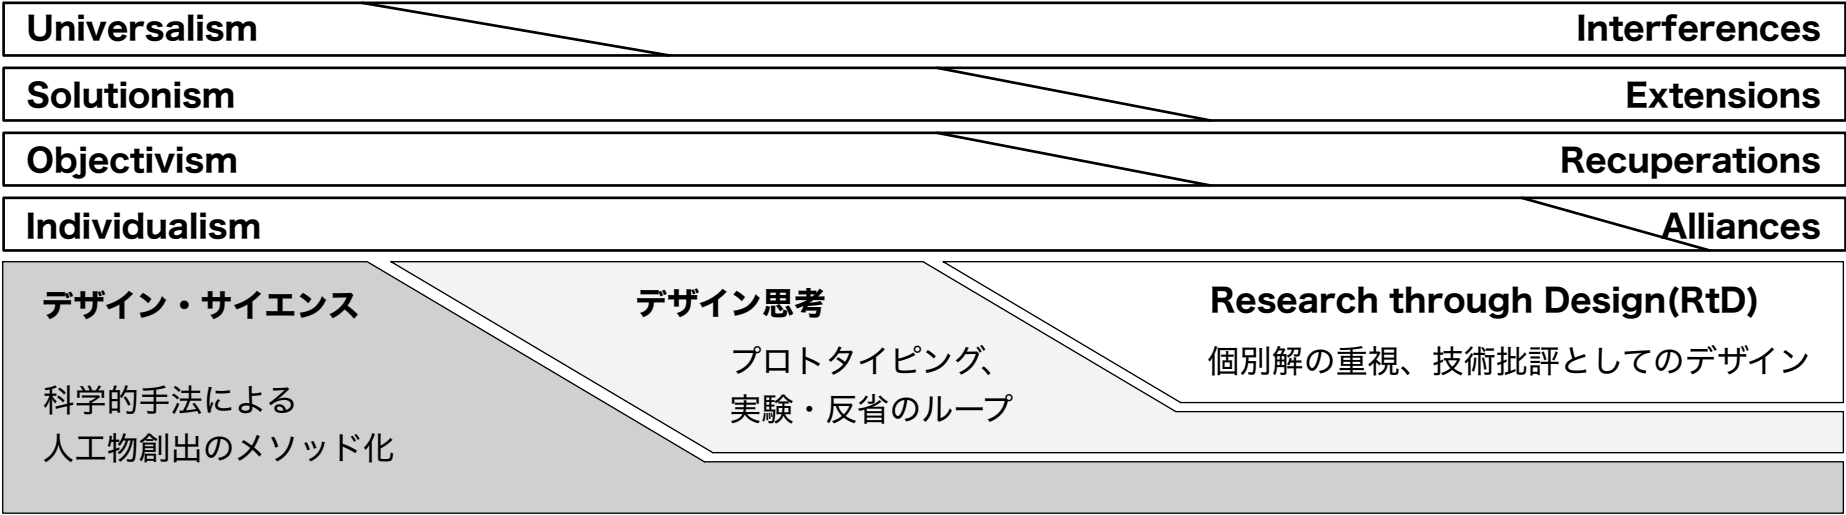 Universalism Interferences
Solutionism Extensions
Objectivism Recuperations
Individualism Alliances
デザイン・サイエンス
科学的手法による
人工物創出のメソッド化
デザイン思考
プロトタイピング、
実験・反省のループ
Research through Design(RtD)
個別解の重視、技術批評としてのデザイン